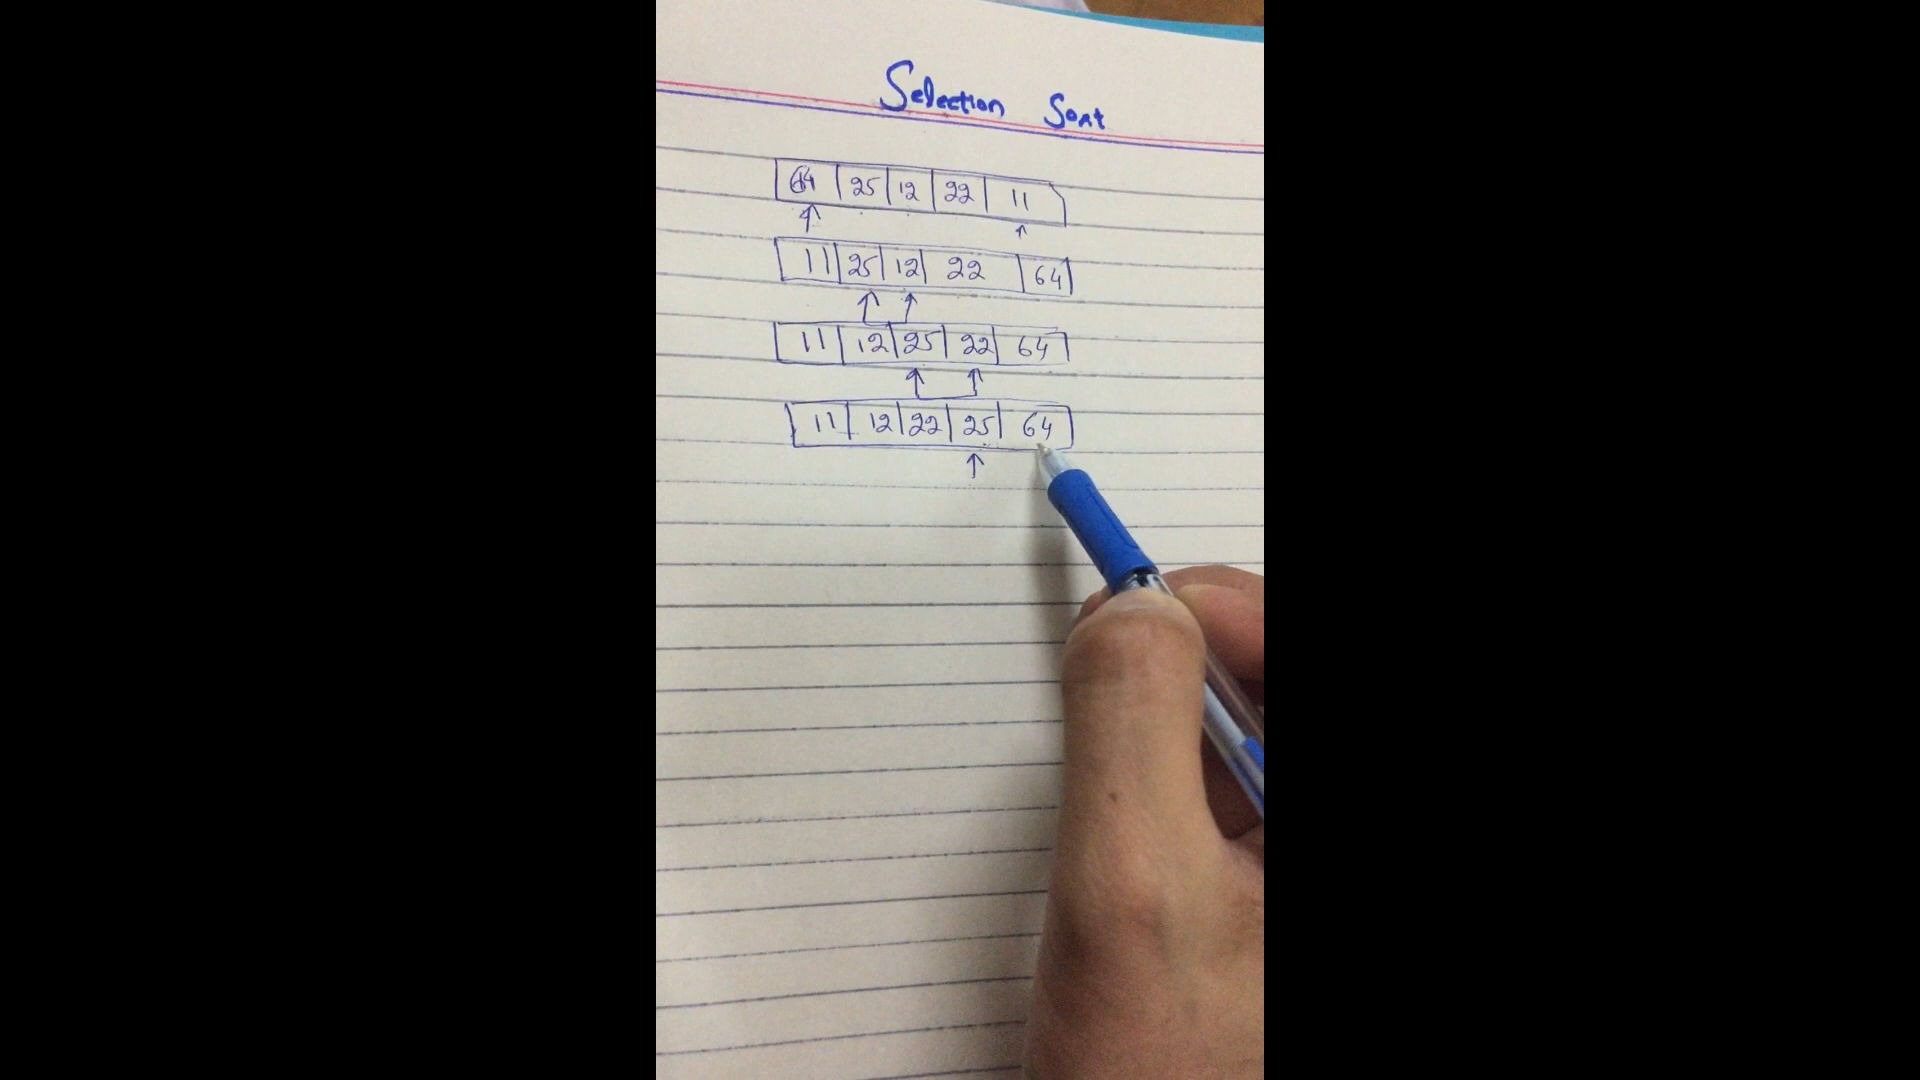 Selection Sort
64 25 12 22 11
11 25 12 22 64
11 12 25 22 64
11 12 22 25 64